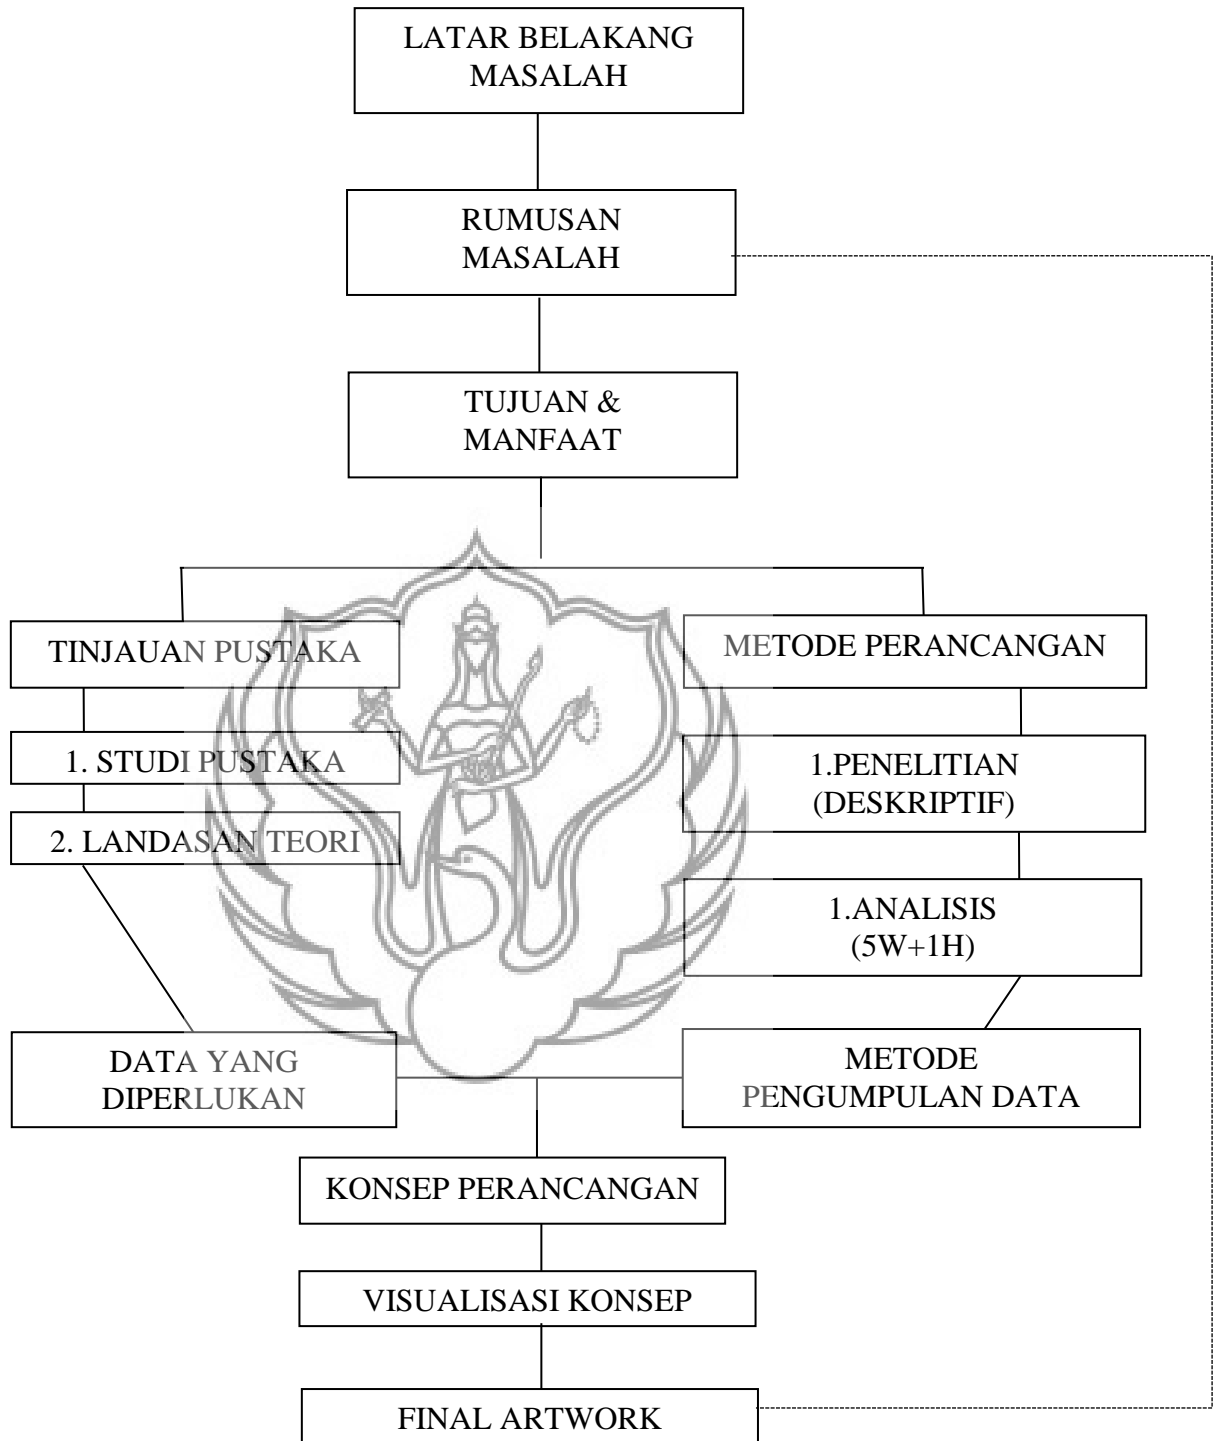 LATAR BELAKANG
MASALAH
RUMUSAN
MASALAH
TUJUAN &
MANFAAT
TINJAUAN PUSTAKA
1. STUDI PUSTAKA
2. LANDASAN TEORI
DATA YANG
DIPERLUKAN
METODE PERANCANGAN
1.PENELITIAN
(DESKRIPTIF)
1.ANALISIS
(5W+1H)
METODE
PENGUMPULAN DATA
KONSEP PERANCANGAN
VISUALISASI KONSEP
FINAL ARTWORK